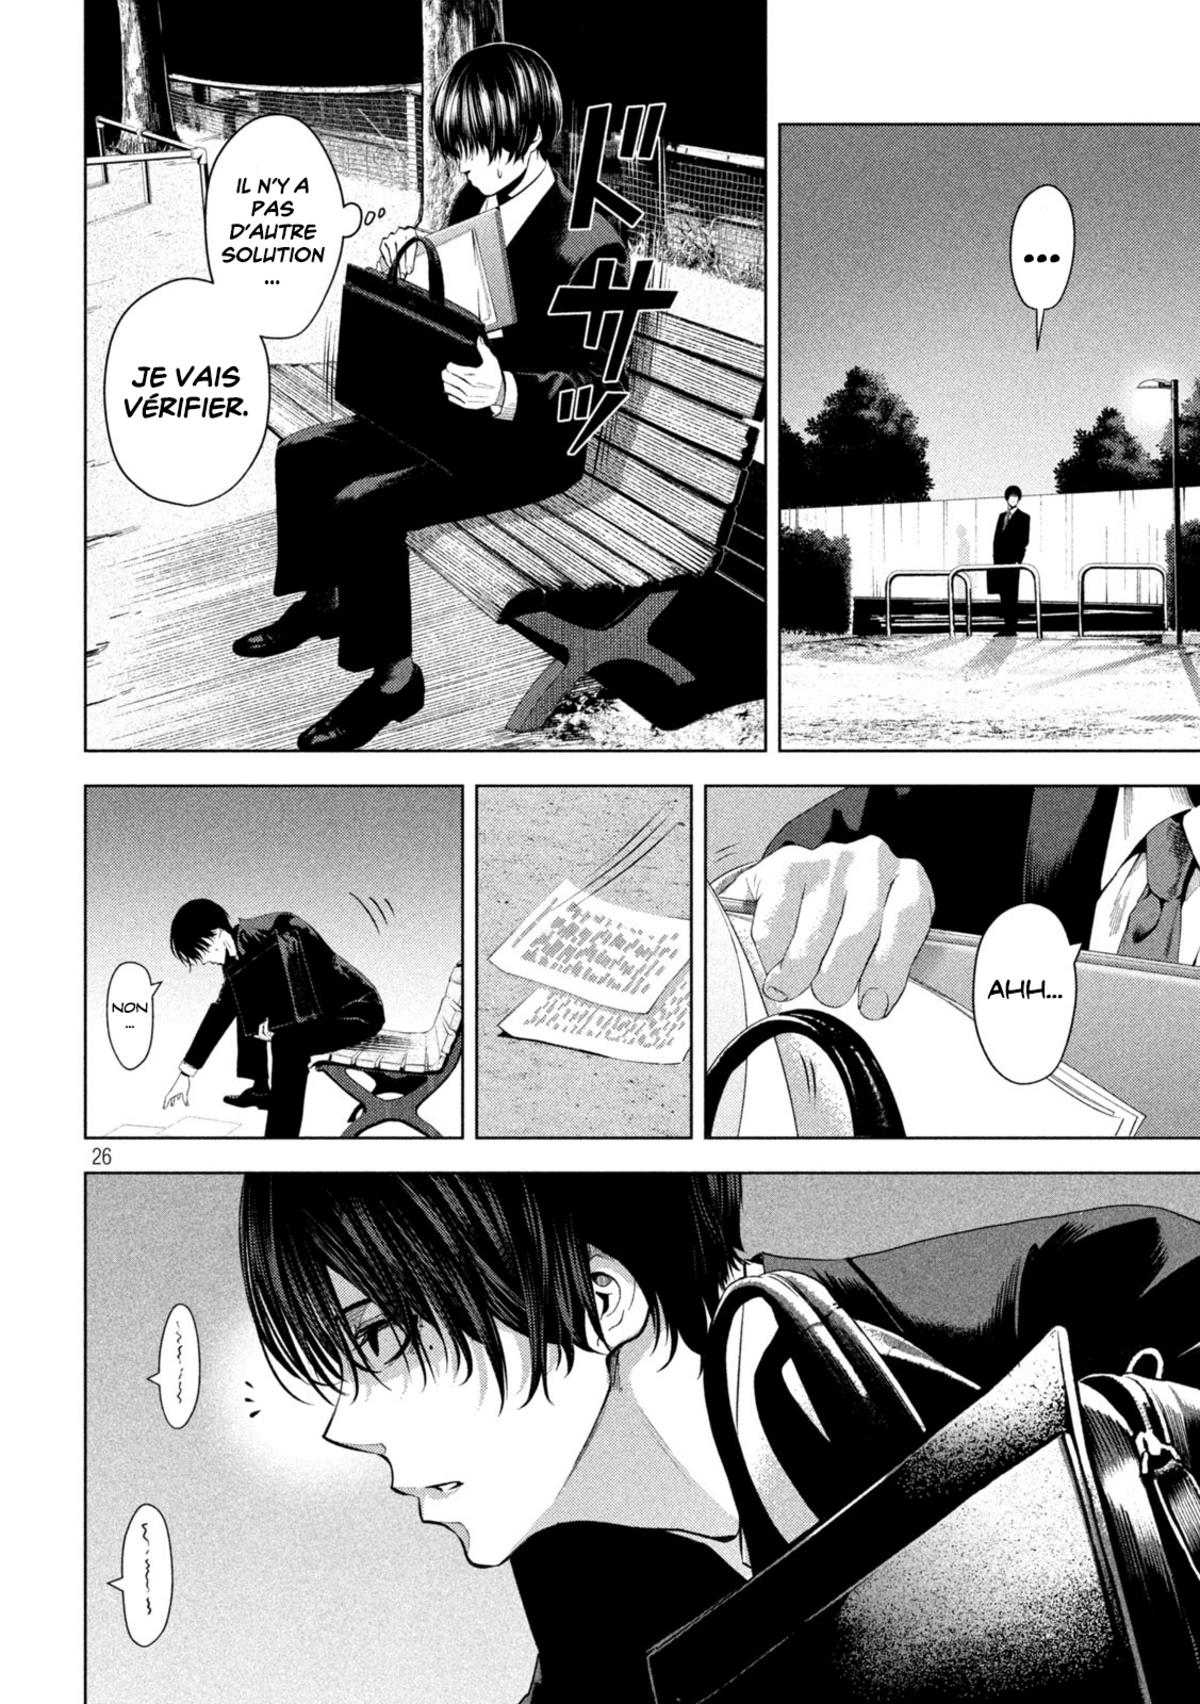 ...
IL N'Y A
PAS
D'AUTRE
SOLUTION
...
JE VAIS
VÉRIFIER.
ドサッ
AHH...
NON
...
26